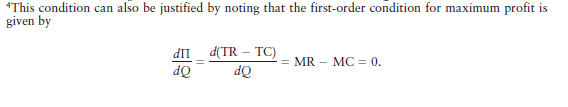 ⁴This condition can also be justified by noting that the first-order condition for maximum profit is
given by
dΠ/dQ = d(TR − TC)/dQ = MR − MC = 0.